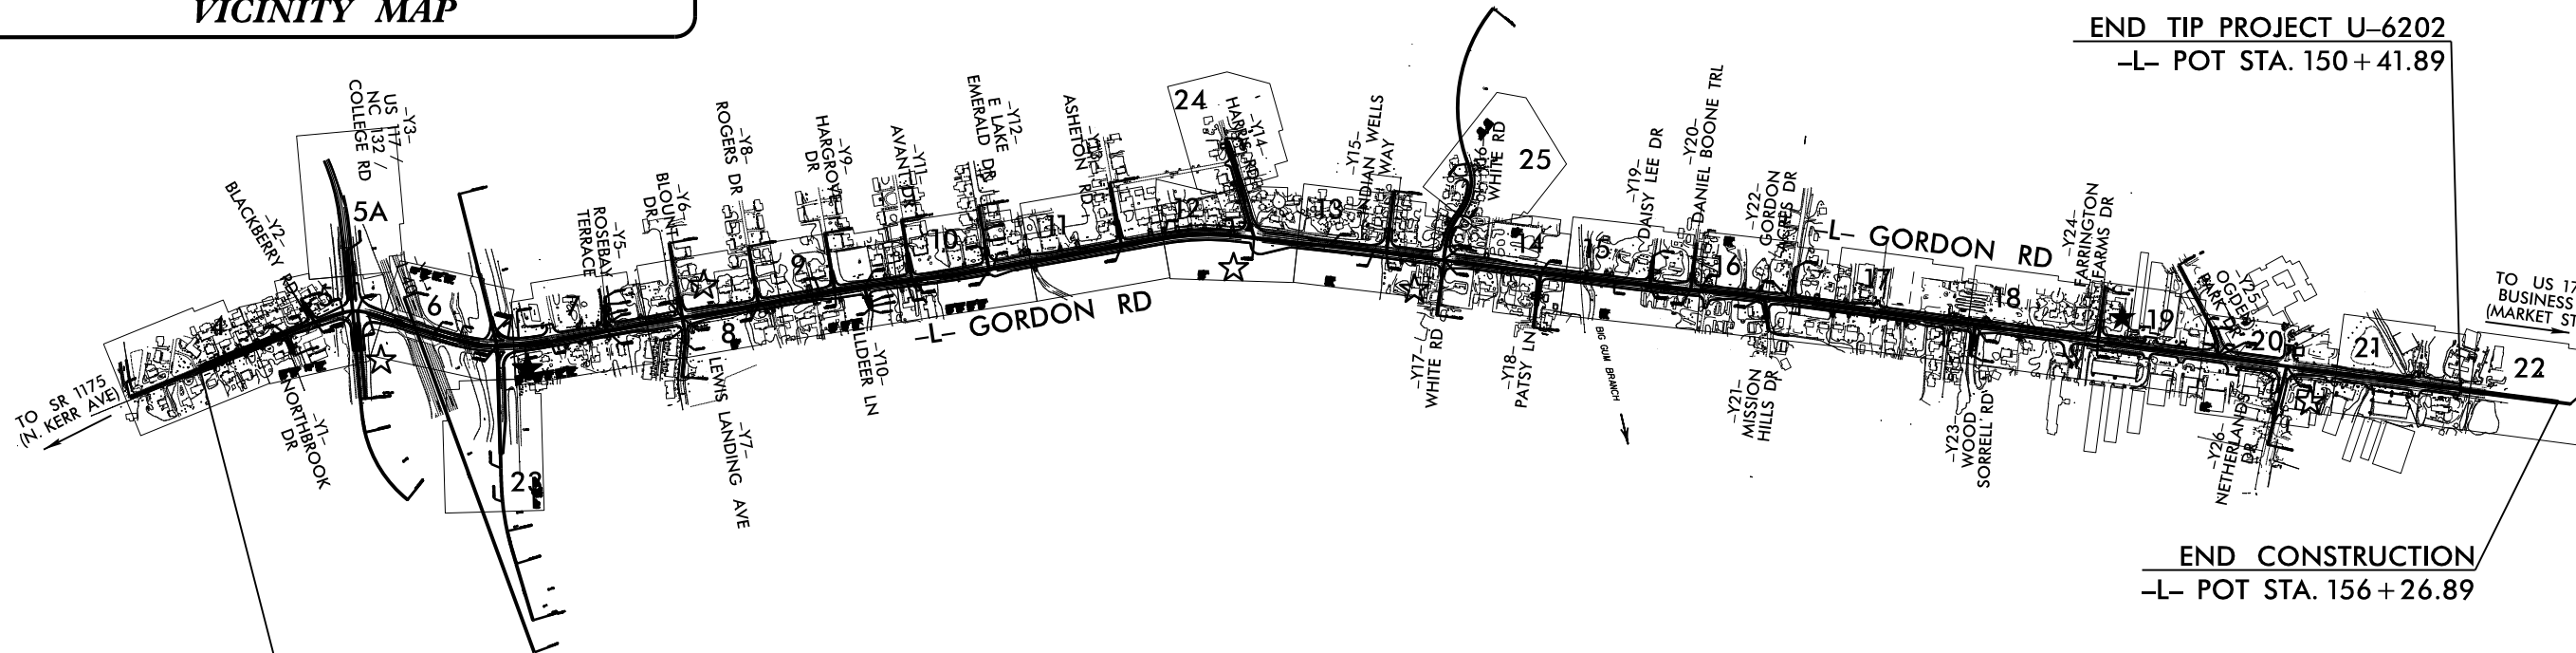 VICINITY MAP
END TIP PROJECT U–6202
–L– POT STA. 150+41.89
–Y3–
US 117 /
NC 132 /
COLLEGE RD
5A
–Y2–
BLACKBERRY RD
4
6
–Y5–
ROSEBAY
TERRACE
7
–Y6–
BLOUNT
DR
–Y8–
ROGERS DR
8
–Y9–
HARGROVE
DR
9
–Y11–
AVANT DR
10
–Y12–
E LAKE
EMERALD DR
11
ASHETON RD
12
24
–Y14–
HARRIS RD
13
–Y15–
INDIAN WELLS
WAY
WHITE RD
25
14
15
–Y19–
DAISY LEE DR
–Y20–
DANIEL BOONE TRL
16
–Y22–
GORDON
ACRES DR
–L– GORDON RD
17
18
–Y24–
FARRINGTON
FARMS DR
19
–Y25–
OGDEN
PARK DR
20
21
22
TO US 17
BUSINESS
(MARKET ST
TO SR 1175
(N. KERR AVE)
–Y1–
NORTHBROOK
DR
23
–Y7–
LEWIS LANDING AVE
–Y10–
–L– GORDON RD
–Y17–
WHITE RD
–Y18–
PATSY LN
BIG GUM BRANCH
–Y21–
MISSION
HILLS DR
–Y23–
WOOD
SORRELL RD
–Y26–
NETHERLANDS
DR
END CONSTRUCTION
–L– POT STA. 156+26.89